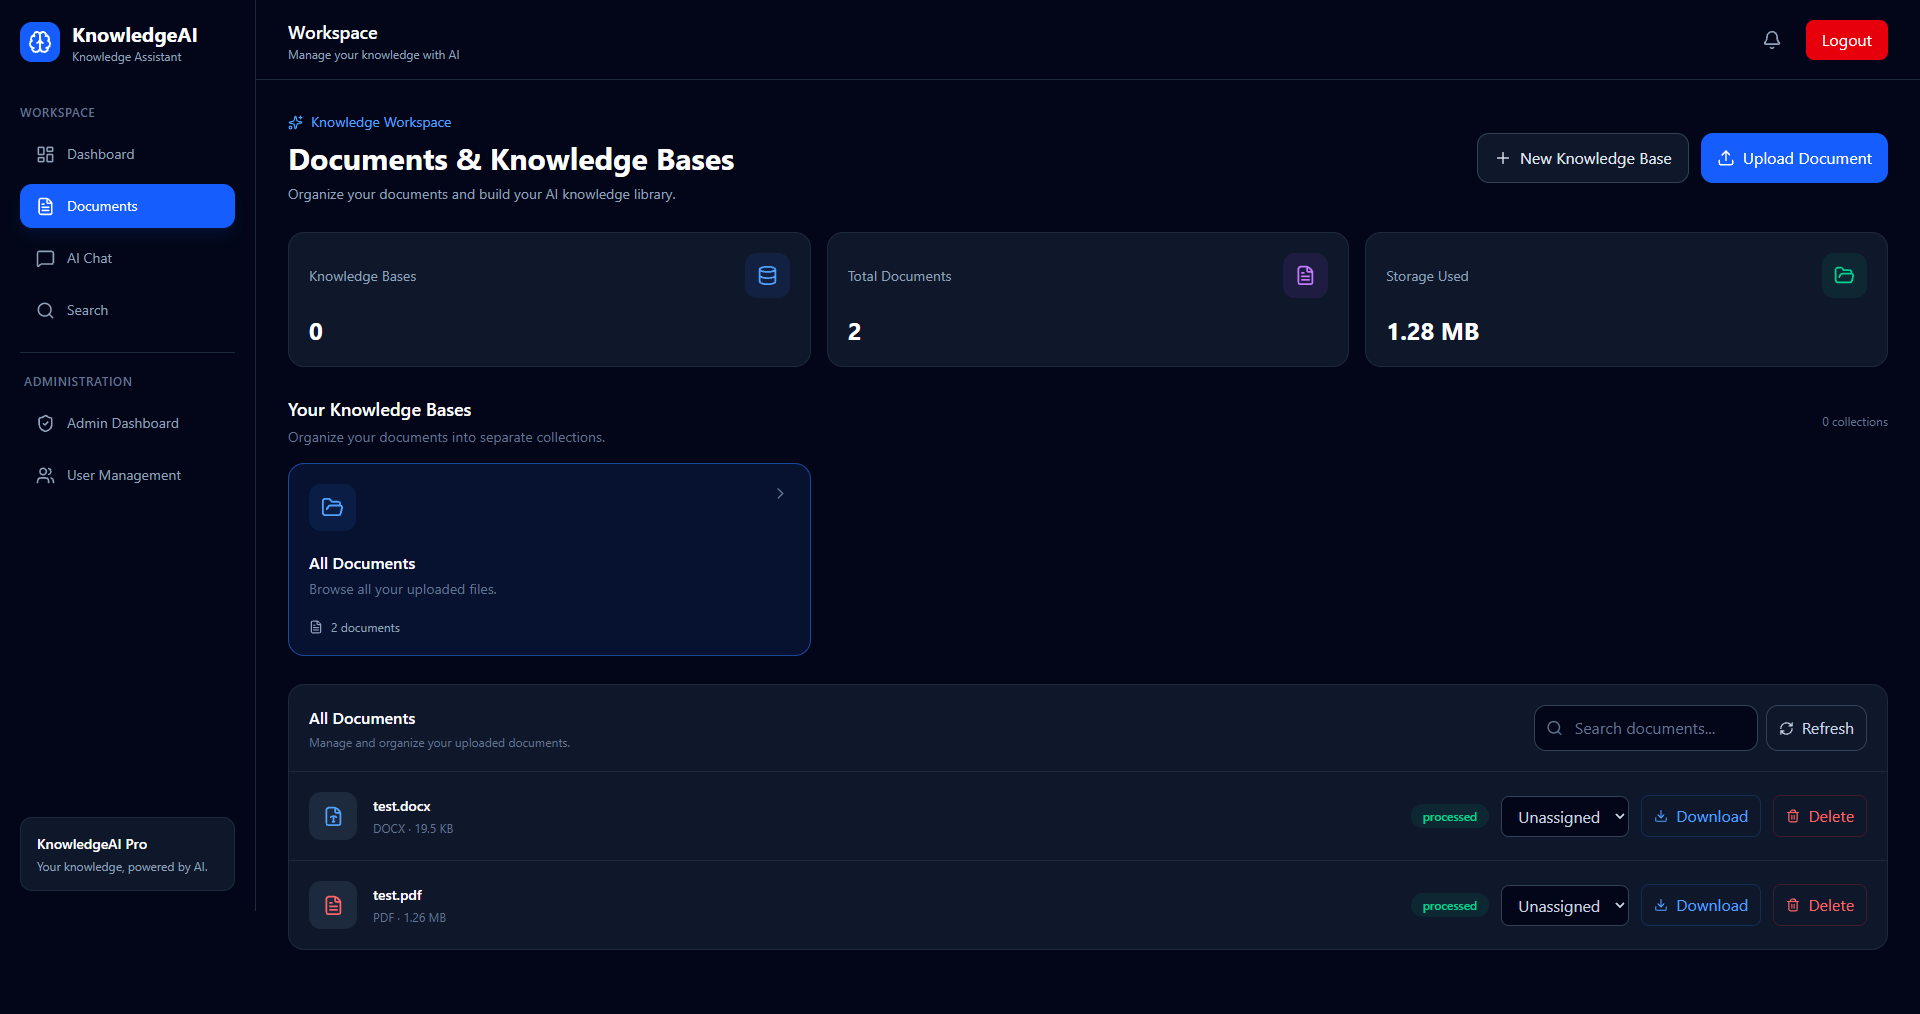 KnowledgeAI
Knowledge Assistant
WORKSPACE
Dashboard
Documents
AI Chat
Search
ADMINISTRATION
Admin Dashboard
User Management
KnowledgeAI Pro
Your knowledge, powered by AI.
Workspace
Manage your knowledge with AI
Logout
Knowledge Workspace
Documents & Knowledge Bases
Organize your documents and build your AI knowledge library.
New Knowledge Base
Upload Document
Knowledge Bases
0
Total Documents
2
Storage Used
1.28 MB
Your Knowledge Bases
Organize your documents into separate collections.
0 collections
All Documents
Browse all your uploaded files.
2 documents
All Documents
Manage and organize your uploaded documents.
Search documents...
Refresh
test.docx
DOCX · 19.5 KB
processed
Unassigned
Download
Delete
test.pdf
PDF · 1.26 MB
processed
Unassigned
Download
Delete